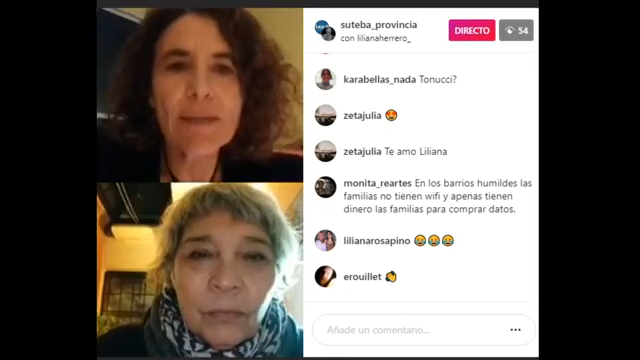 suteba_provincia
con lilianaherrero_
DIRECTO
54
karabellas_nada Tonucci?
zetajulia 😍
zetajulia Te amo Liliana
monita_reartes En los barrios humildes las
familias no tienen wifi y apenas tienen
dinero las familias para comprar datos.
lilianarosapino 😂😂😂
erouillet 👏
Añade un comentario...